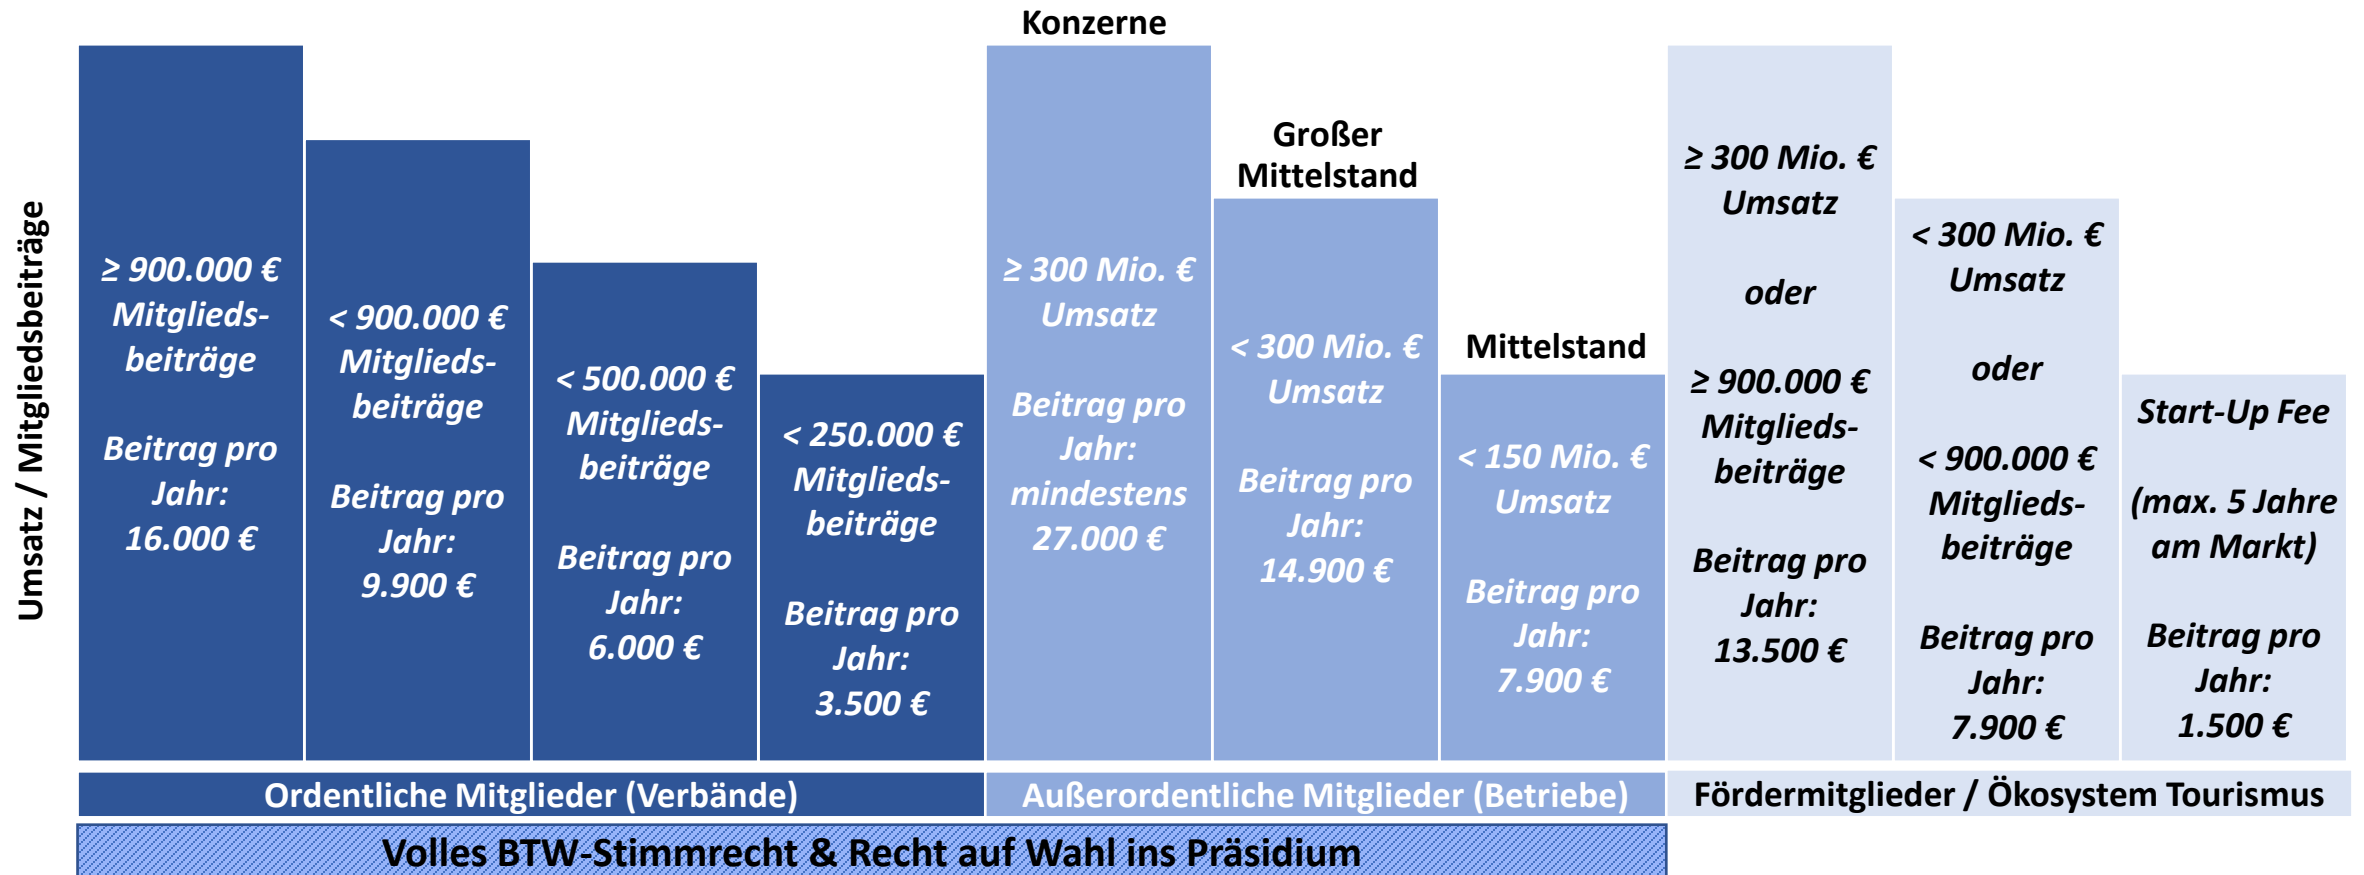 Umsatz / Mitgliedsbeiträge
≥ 900.000 €
Mitglieds-
beiträge
Beitrag pro
Jahr:
16.000 €
< 900.000 €
Mitglieds-
beiträge
Beitrag pro
Jahr:
9.900 €
< 500.000 €
Mitglieds-
beiträge
Beitrag pro
Jahr:
6.000 €
< 250.000 €
Mitglieds-
beiträge
Beitrag pro
Jahr:
3.500 €
Konzerne
≥ 300 Mio. €
Umsatz
Beitrag pro
Jahr:
mindestens
27.000 €
Großer
Mittelstand
< 300 Mio. €
Umsatz
Beitrag pro
Jahr:
14.900 €
Mittelstand
< 150 Mio. €
Umsatz
Beitrag pro
Jahr:
7.900 €
≥ 300 Mio. €
Umsatz
oder
≥ 900.000 €
Mitglieds-
beiträge
Beitrag pro
Jahr:
13.500 €
< 300 Mio. €
Umsatz
oder
< 900.000 €
Mitglieds-
beiträge
Beitrag pro
Jahr:
7.900 €
Start-Up Fee
(max. 5 Jahre
am Markt)
Beitrag pro
Jahr:
1.500 €
Ordentliche Mitglieder (Verbände)
Außerordentliche Mitglieder (Betriebe)
Fördermitglieder / Ökosystem Tourismus
Volles BTW-Stimmrecht & Recht auf Wahl ins Präsidium